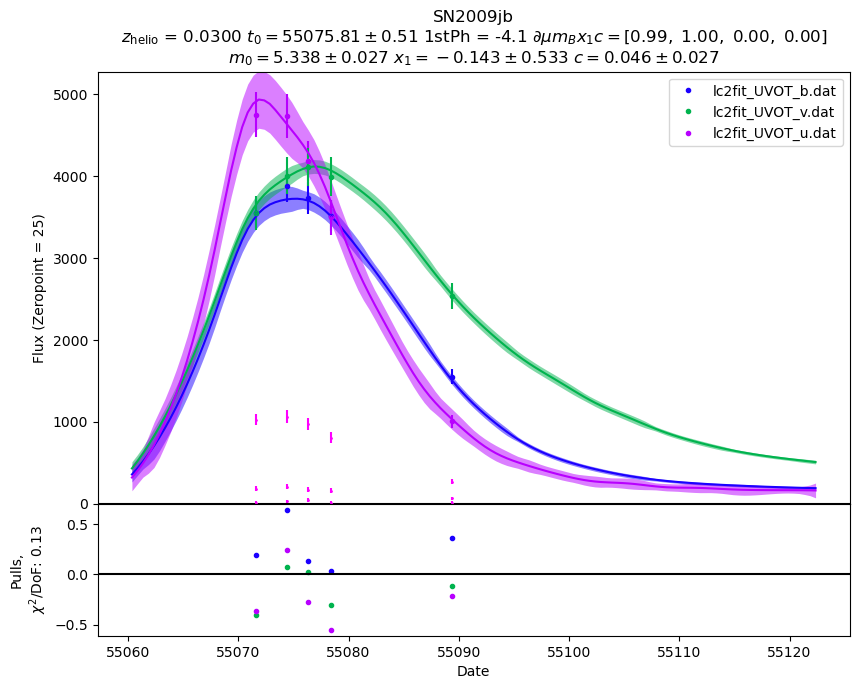 SN2009jb
z_helio = 0.0300 t_0 = 55075.81 ± 0.51 1stPh = -4.1 ∂μm_Bx_1c = [0.99, 1.00, 0.00, 0.00]
m_0 = 5.338 ± 0.027 x_1 = −0.143 ± 0.533 c = 0.046 ± 0.027
lc2fit_UVOT_b.dat
lc2fit_UVOT_v.dat
lc2fit_UVOT_u.dat
Flux (Zeropoint = 25)
5000
4000
3000
2000
1000
0
Pulls,
χ²/DoF: 0.13
0.5
0.0
−0.5
55060 55070 55080 55090 55100 55110 55120
Date